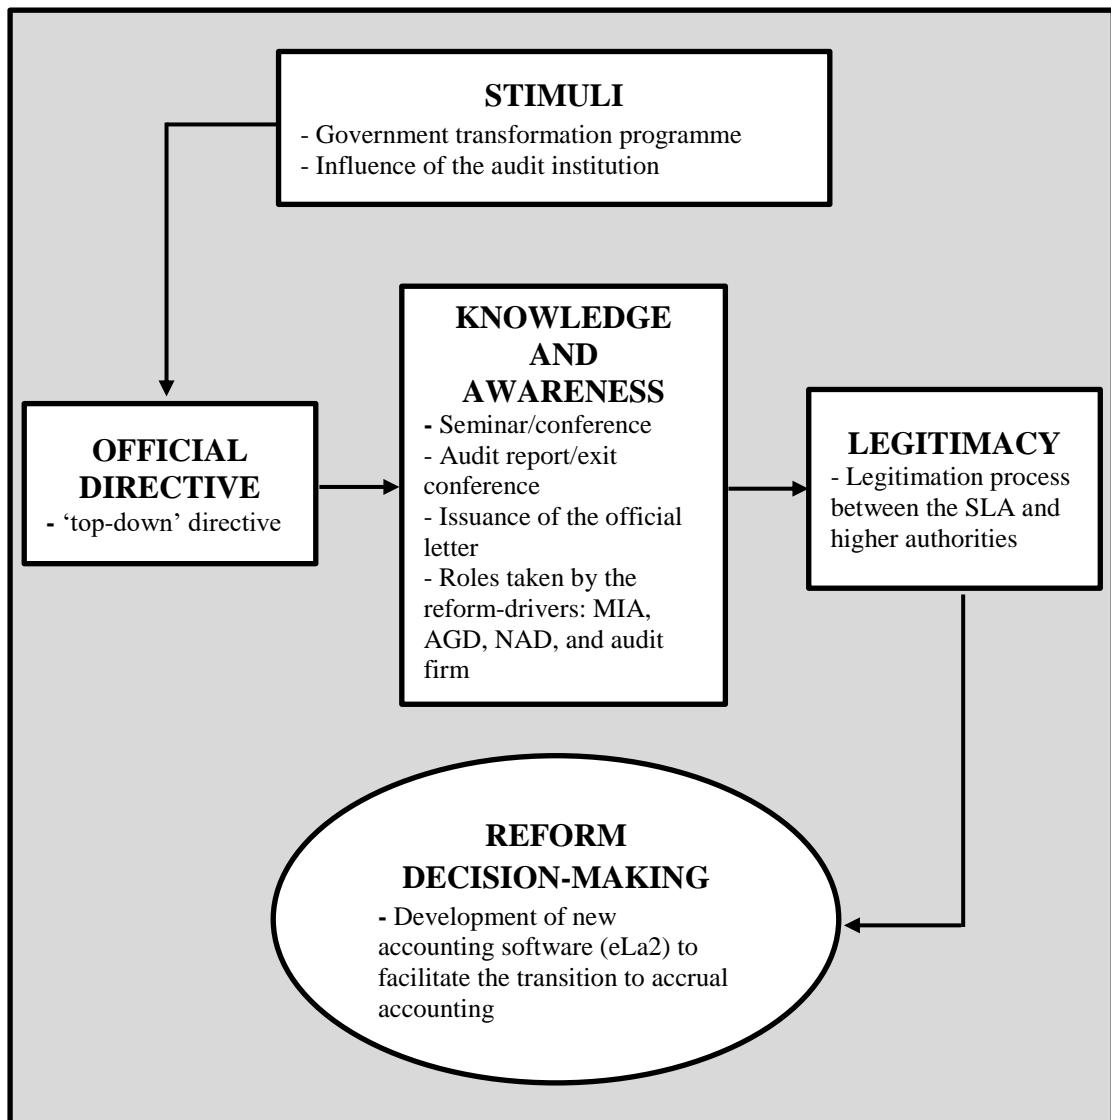 STIMULI
- Government transformation programme
- Influence of the audit institution
OFFICIAL
DIRECTIVE
- ‘top-down’ directive
KNOWLEDGE
AND
AWARENESS
- Seminar/conference
- Audit report/exit
conference
- Issuance of the official
letter
- Roles taken by the
reform-drivers: MIA,
AGD, NAD, and audit
firm
LEGITIMACY
- Legitimation process
between the SLA and
higher authorities
REFORM
DECISION-MAKING
- Development of new
accounting software (eLa2) to
facilitate the transition to accrual
accounting